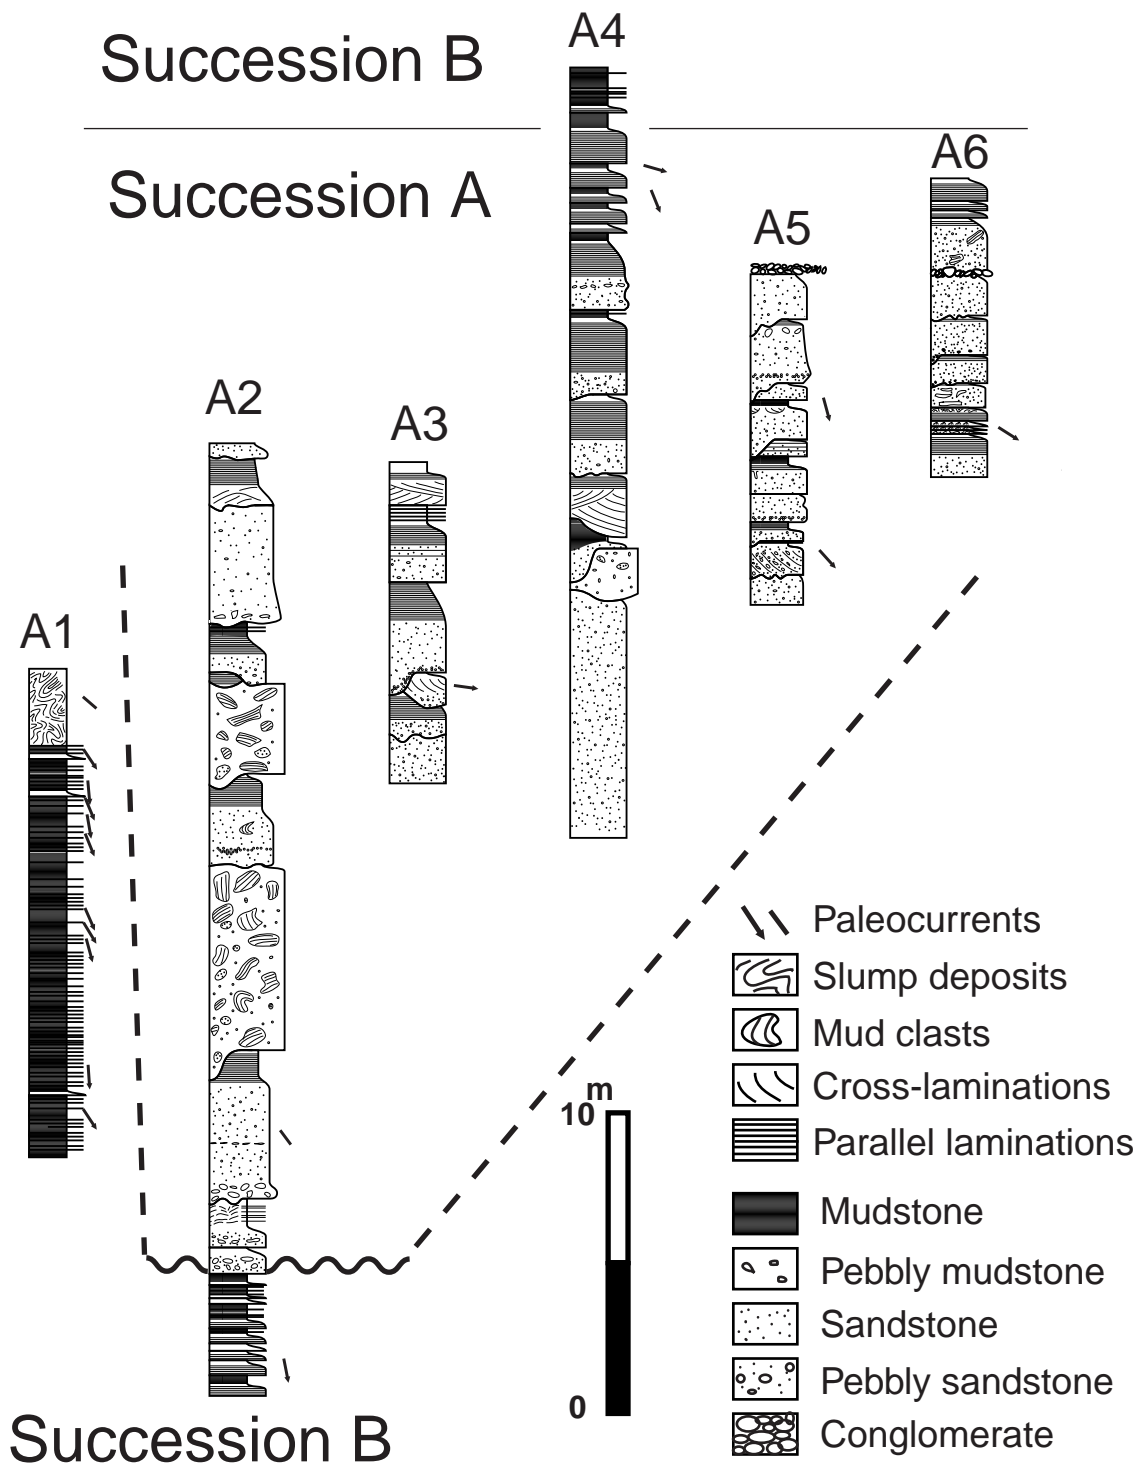 A4
Succession B
A6
Succession A
A5
A2
A3
A1
Paleocurrents
Slump deposits
Mud clasts
m
10
Cross-laminations
Parallel laminations
Mudstone
Pebbly mudstone
Sandstone
Pebbly sandstone
0
Conglomerate
Succession B